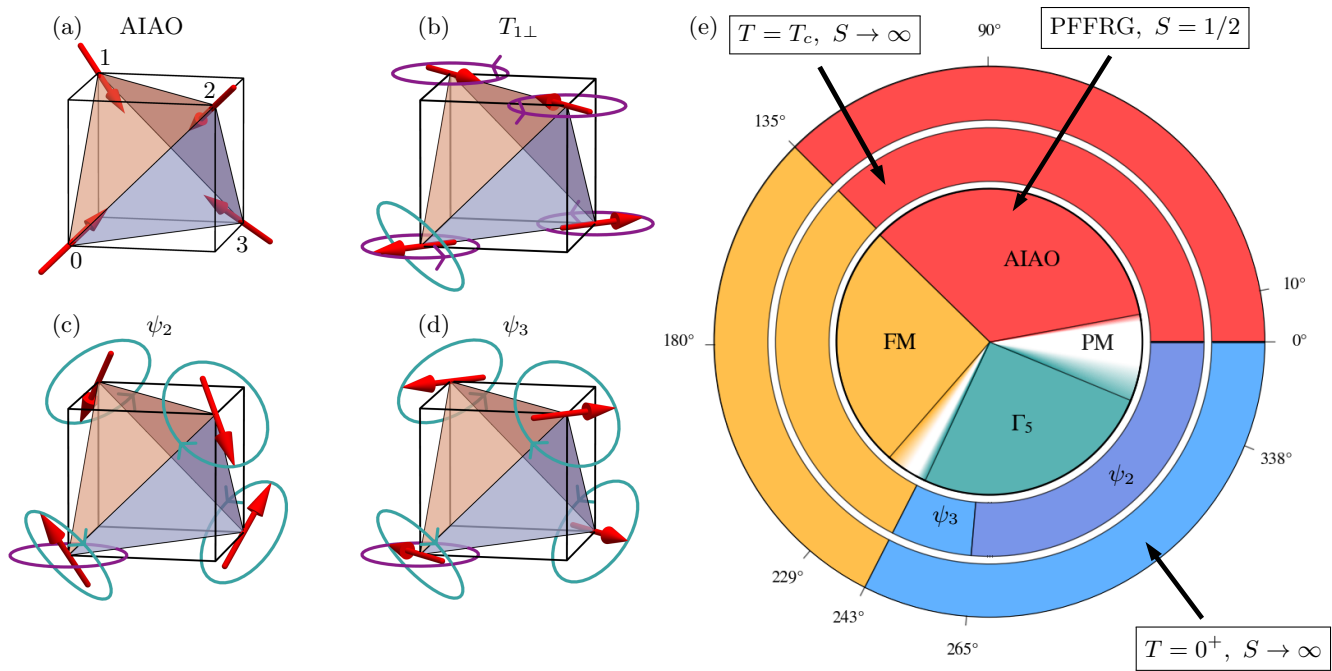 (a) AIAO
1
2
0
3
(b) T₁⊥
(c) ψ₂
(d) ψ₃
(e)
T = T_c, S → ∞
PFFRG, S = 1/2
90°
135°
10°
0°
180°
AIAO
FM
PM
Γ₅
ψ₂
ψ₃
338°
229°
243°
265°
T = 0⁺, S → ∞